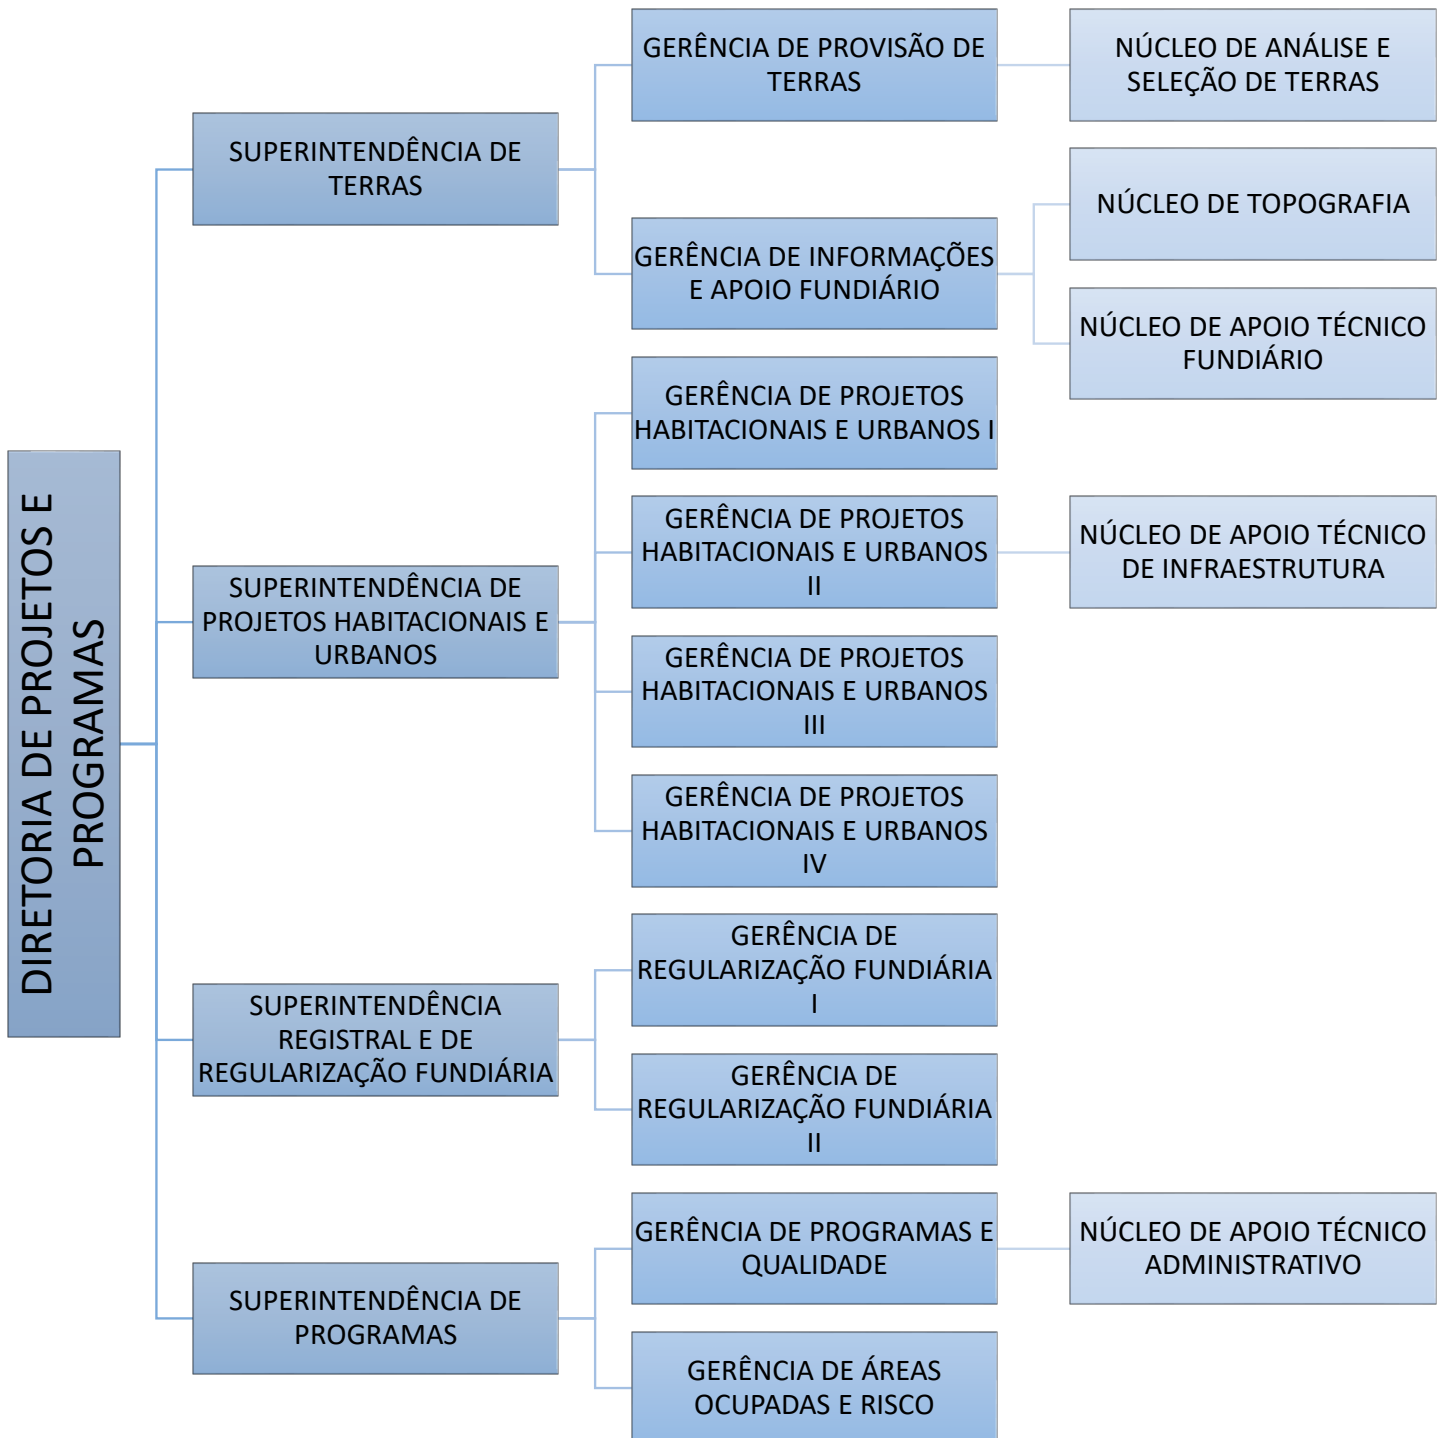 DIRETORIA DE PROJETOS E
PROGRAMAS
SUPERINTENDÊNCIA DE
TERRAS
GERÊNCIA DE PROVISÃO DE
TERRAS
NÚCLEO DE ANÁLISE E
SELEÇÃO DE TERRAS
GERÊNCIA DE INFORMAÇÕES
E APOIO FUNDIÁRIO
NÚCLEO DE TOPOGRAFIA
NÚCLEO DE APOIO TÉCNICO
FUNDIÁRIO
SUPERINTENDÊNCIA DE
PROJETOS HABITACIONAIS E
URBANOS
GERÊNCIA DE PROJETOS
HABITACIONAIS E URBANOS I
GERÊNCIA DE PROJETOS
HABITACIONAIS E URBANOS
II
NÚCLEO DE APOIO TÉCNICO
DE INFRAESTRUTURA
GERÊNCIA DE PROJETOS
HABITACIONAIS E URBANOS
III
GERÊNCIA DE PROJETOS
HABITACIONAIS E URBANOS
IV
SUPERINTENDÊNCIA
REGISTRAL E DE
REGULARIZAÇÃO FUNDIÁRIA
GERÊNCIA DE
REGULARIZAÇÃO FUNDIÁRIA
I
GERÊNCIA DE
REGULARIZAÇÃO FUNDIÁRIA
II
SUPERINTENDÊNCIA DE
PROGRAMAS
GERÊNCIA DE PROGRAMAS E
QUALIDADE
NÚCLEO DE APOIO TÉCNICO
ADMINISTRATIVO
GERÊNCIA DE ÁREAS
OCUPADAS E RISCO